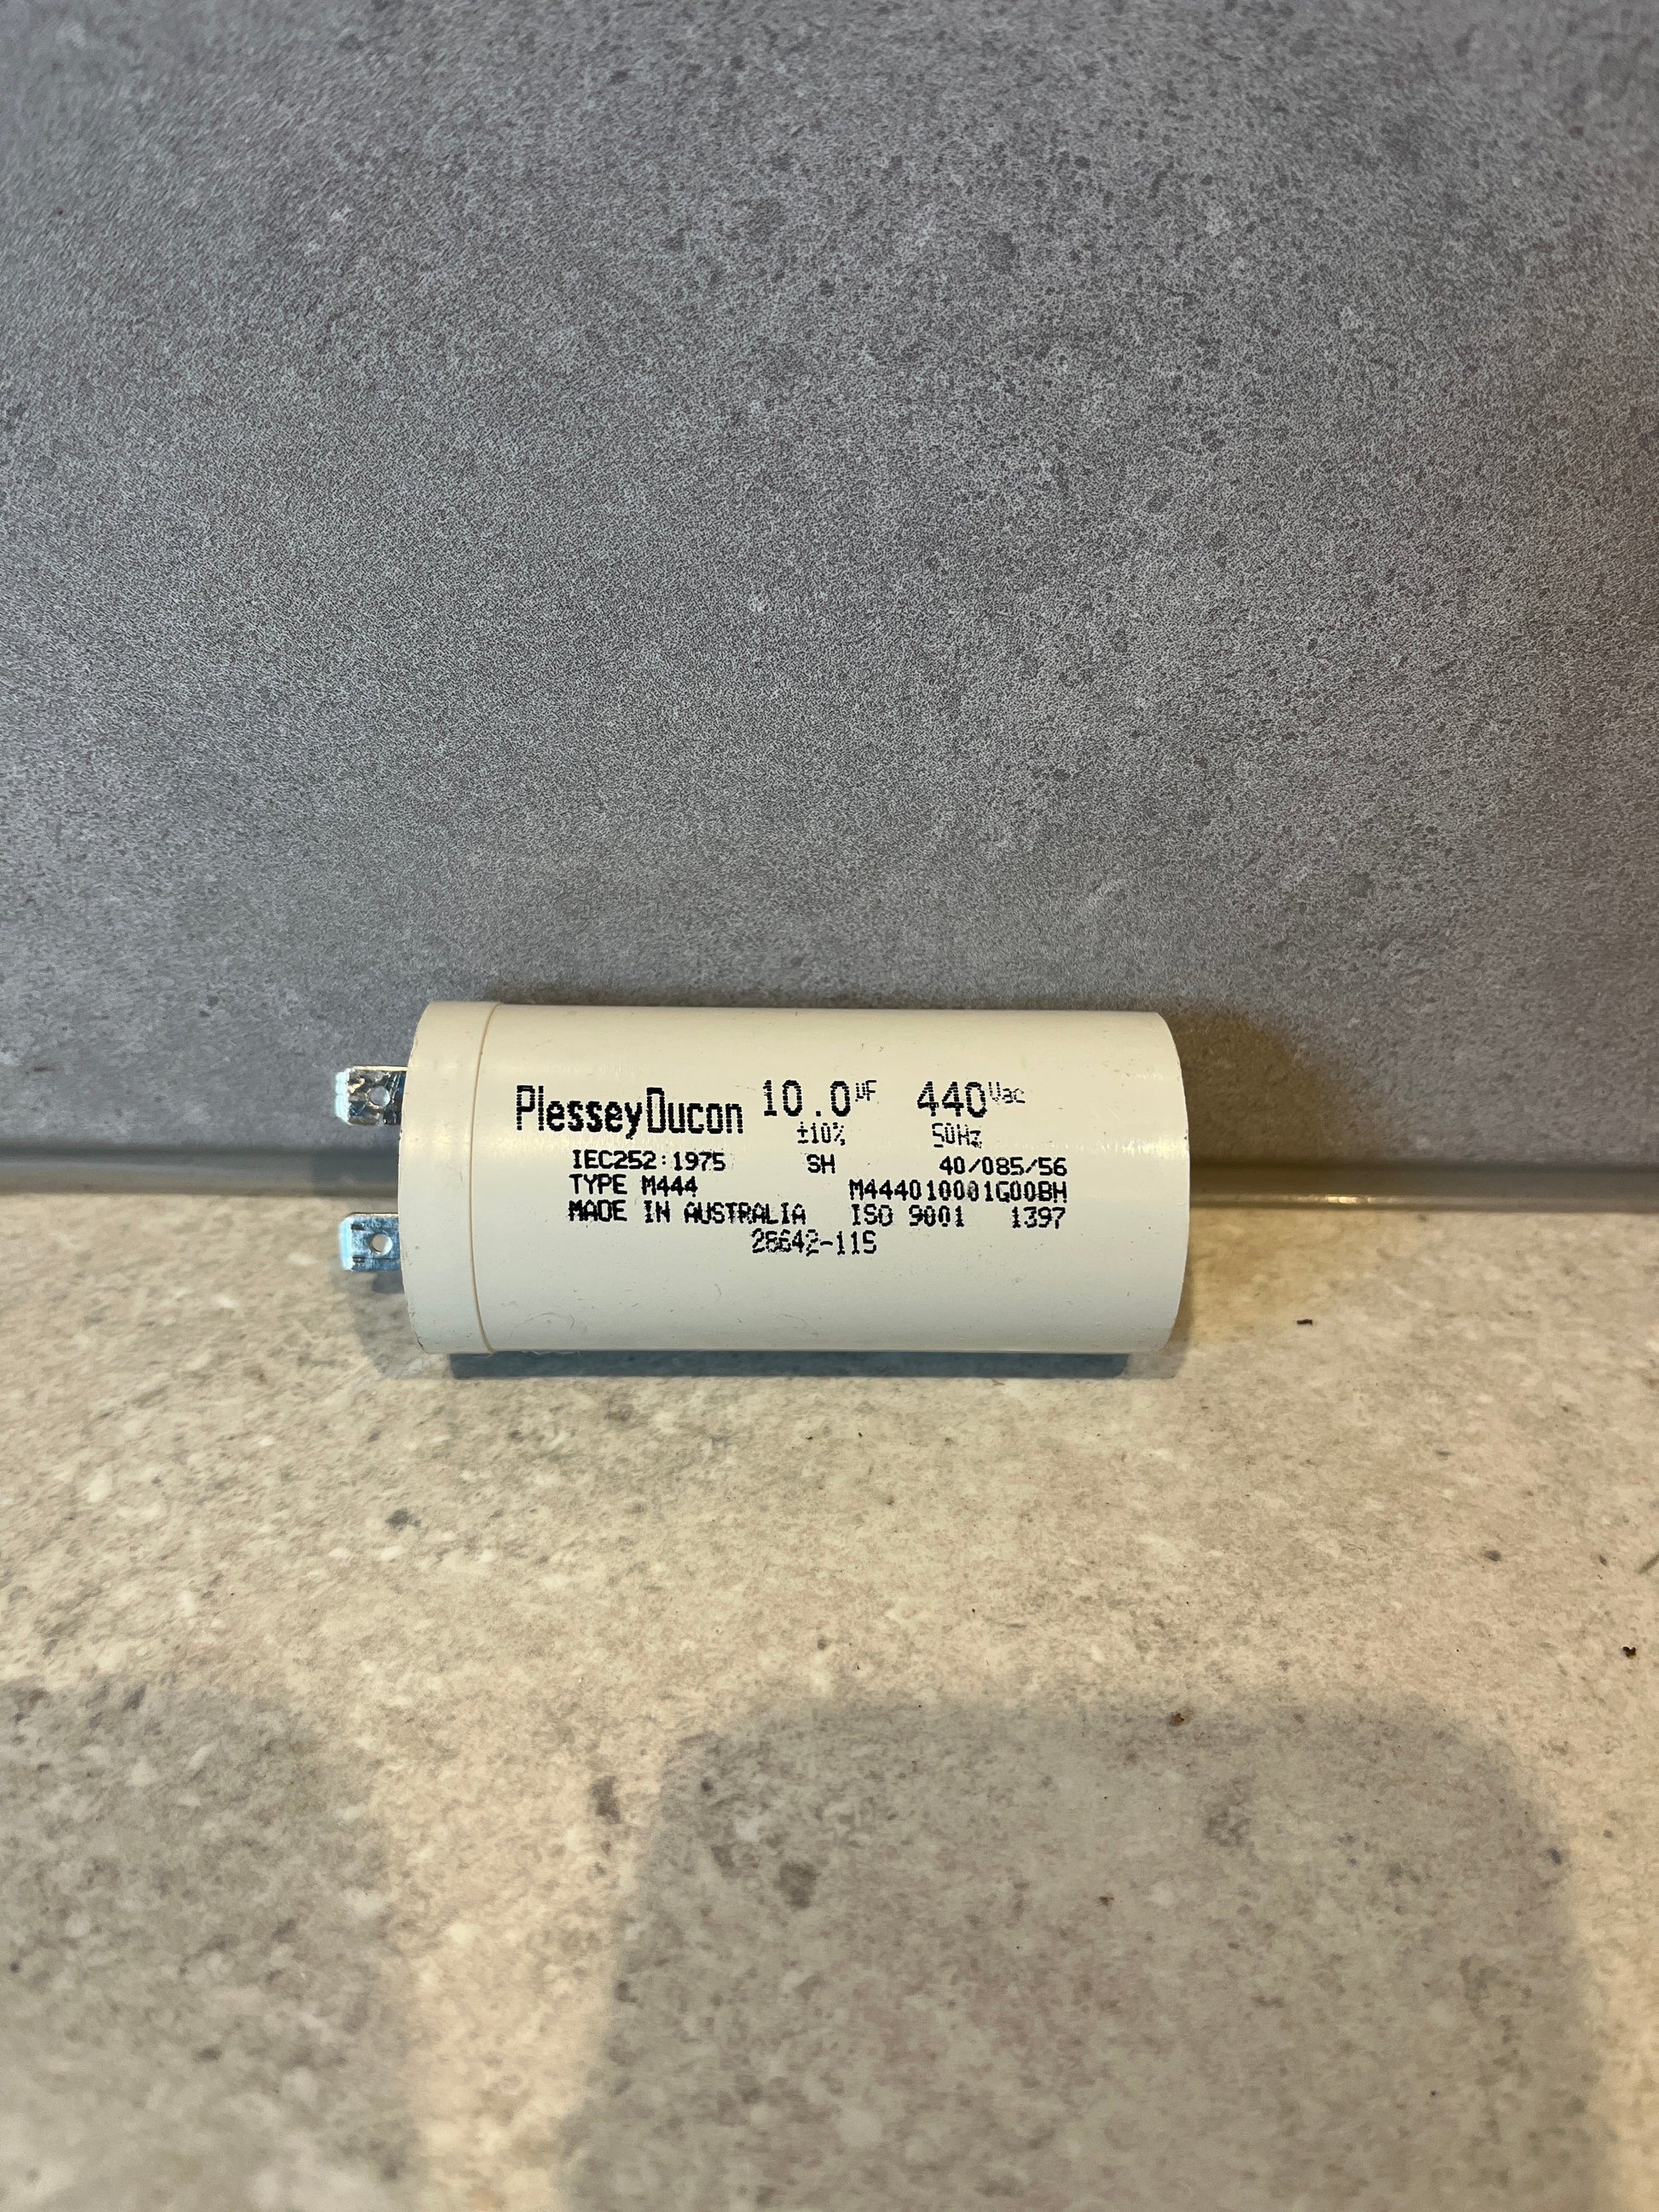 PlesseyDucon 10.0µF 440Vac
±10% 50Hz
IEC252:1975 SH 40/085/56
TYPE M444 M444010001G00BH
MADE IN AUSTRALIA ISO 9001 1397
28642-11S